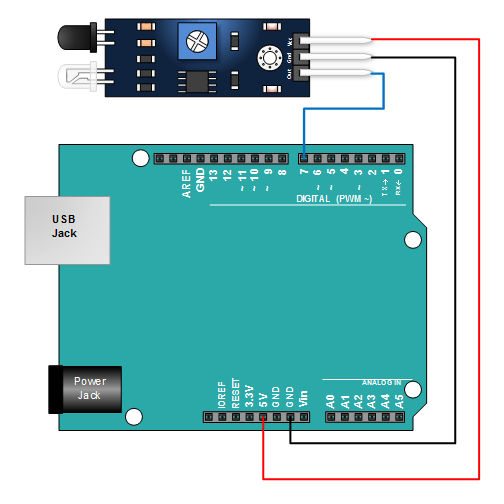 Vcc
Gnd
Out
AREF
GND
13
12
~ 11
~ 10
~ 9
8
7
~ 6
~ 5
4
~ 3
2
TX→ 1
RX← 0
DIGITAL (PWM ~)
USB
Jack
Power
Jack
ANALOG IN
IOREF
RESET
3.3V
5V
GND
GND
Vin
A0
A1
A2
A3
A4
A5